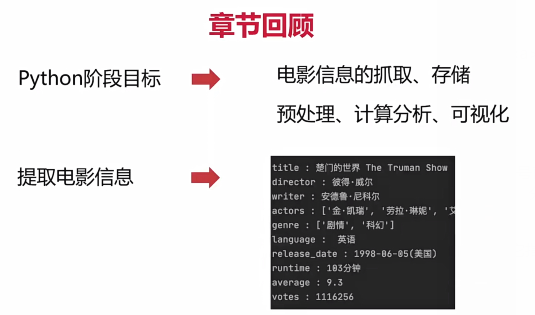 章节回顾
Python阶段目标
电影信息的抓取、存储
预处理、计算分析、可视化
提取电影信息
title : 楚门的世界 The Truman Show
director : 彼得·威尔
writer : 安德鲁·尼科尔
actors : ['金·凯瑞', '劳拉·琳妮', '艾
genre : ['剧情', '科幻']
language :  英语
release_date : 1998-06-05(美国)
runtime : 103分钟
average : 9.3
votes : 1116256